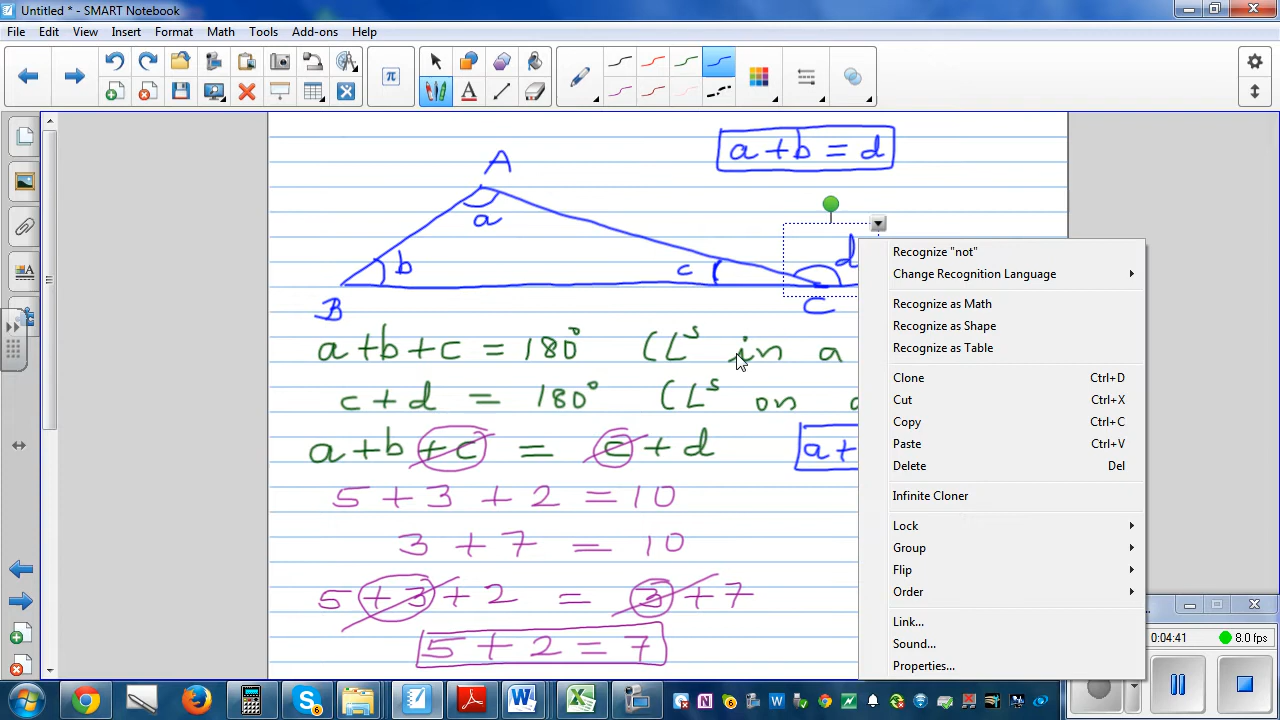 Untitled * - SMART Notebook
File Edit View Insert Format Math Tools Add-ons Help
π
A
a + b = d
a
b
c
d
B
C
a + b + c = 180° (L^s in a
c + d = 180° (L^s on
a + b + c = c + d
a +
5 + 3 + 2 = 10
3 + 7 = 10
5 + 3 + 2 = 3 + 7
5 + 2 = 7
Recognize "not"
Change Recognition Language
Recognize as Math
Recognize as Shape
Recognize as Table
Clone Ctrl+D
Cut Ctrl+X
Copy Ctrl+C
Paste Ctrl+V
Delete Del
Infinite Cloner
Lock
Group
Flip
Order
Link...
Sound...
Properties...
0:04:41 8.0 fps